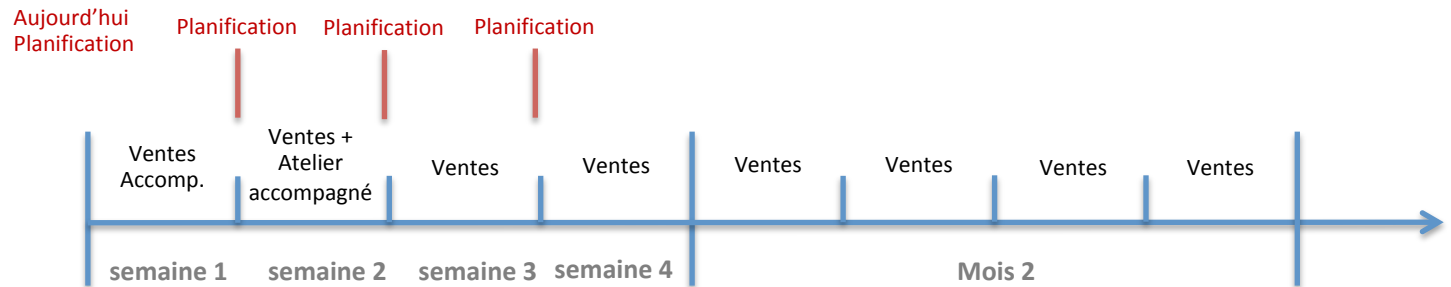 Aujourd'hui
Planification
Planification
Planification
Planification
Ventes
Accomp.
Ventes +
Atelier
accompagné
Ventes
Ventes
Ventes
Ventes
Ventes
Ventes
semaine 1
semaine 2
semaine 3
semaine 4
Mois 2